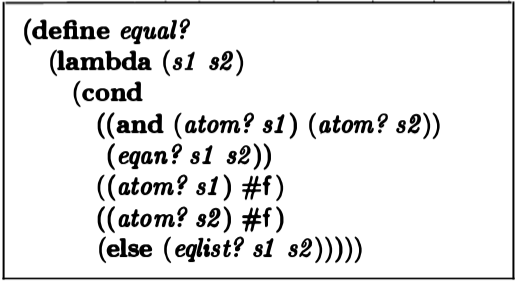 (define equal?
(lambda (s1 s2)
(cond
((and (atom? s1) (atom? s2))
(eqan? s1 s2))
((atom? s1) #f)
((atom? s2) #f)
(else (eqlist? s1 s2)))))